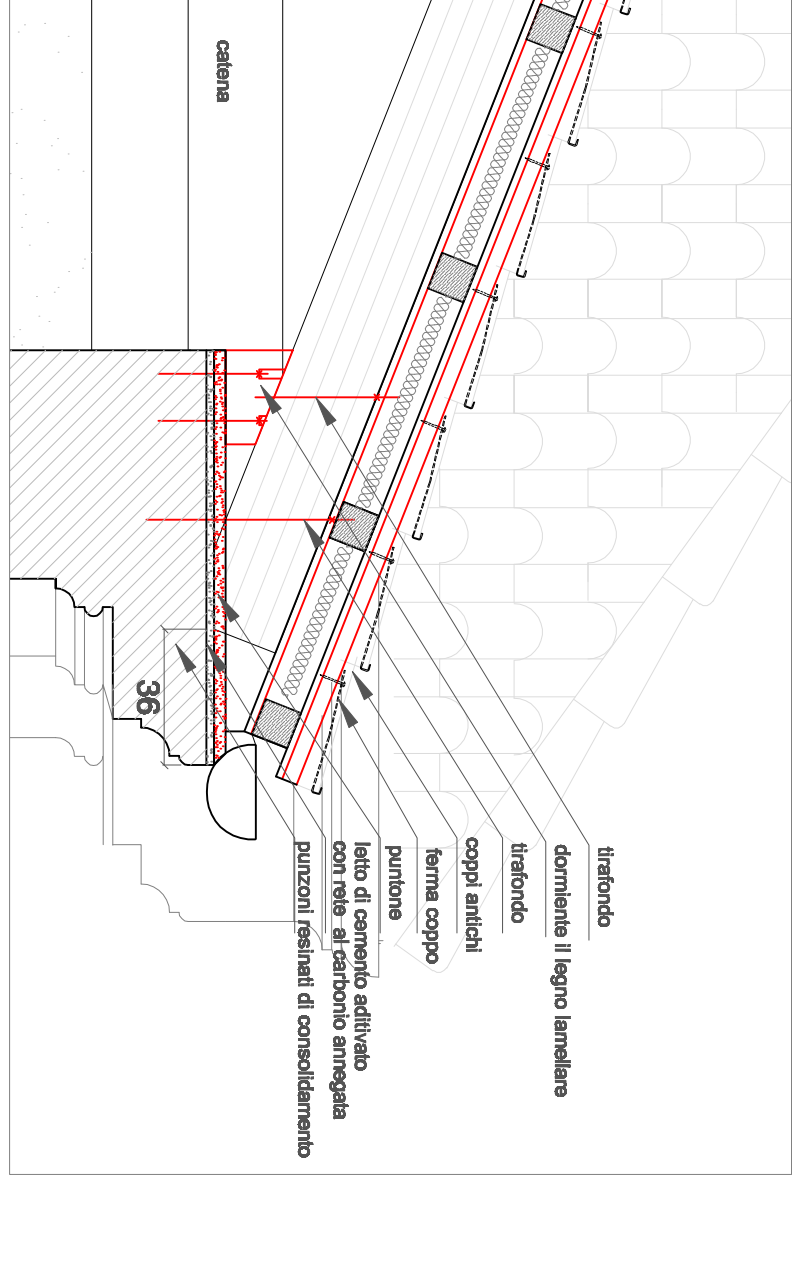 catena
tirafondo
dormiente il legno lamellare
tirafondo
coppi antichi
ferma coppo
puntone
letto di cemento aditivato
con rete al carbonio annegata
punzoni resinati di consolidamento
36